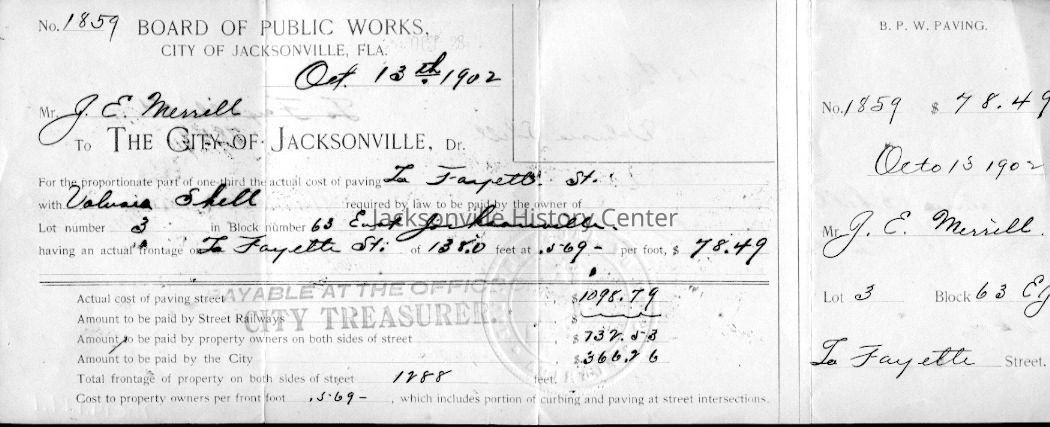 No. 1859 BOARD OF PUBLIC WORKS,
CITY OF JACKSONVILLE, FLA.
Oct. 13th 1902
Mr. J. E. Merrill
To THE CITY OF JACKSONVILLE, Dr.
For the proportionate part of one-third the actual cost of paving La Fayette St.
with Volusia Shell required by law to be paid by the owner of
Lot number 3 in Block number 63 East Jacksonville.
having an actual frontage on La Fayette St. of 138.0 feet at .569- per foot, $ 78.49
Actual cost of paving street $1098.79
Amount to be paid by Street Railways $
Amount to be paid by property owners on both sides of street $732.53
Amount to be paid by the City $366.26
Total frontage of property on both sides of street 1288 feet.
Cost to property owners per front foot .569- , which includes portion of curbing and paving at street intersections.
PAYABLE AT THE OFFICE
CITY TREASURER
Jacksonville History Center
B. P. W. PAVING.
No. 1859 $ 78.49
Octo 13 1902
Mr. J. E. Merrill.
Lot 3 Block 63 EJ
La Fayette Street.